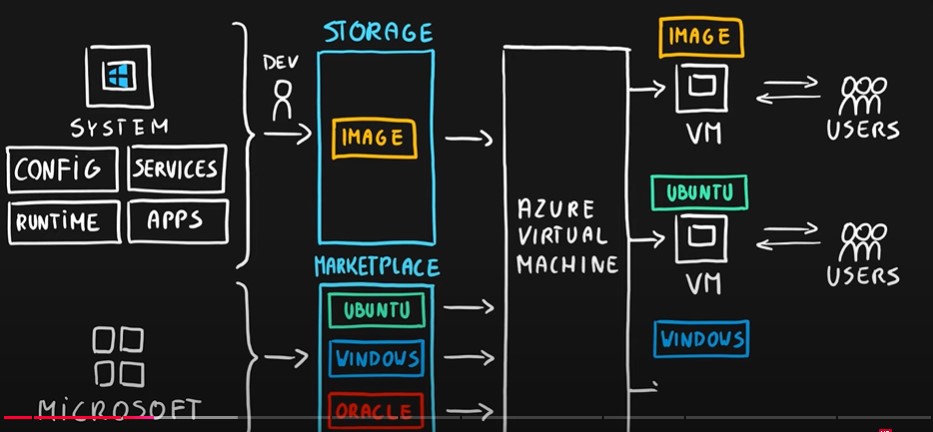 STORAGE
IMAGE
DEV
SYSTEM
IMAGE
VM
USERS
CONFIG
SERVICES
RUNTIME
APPS
AZURE
VIRTUAL
MACHINE
UBUNTU
VM
USERS
MARKETPLACE
UBUNTU
WINDOWS
WINDOWS
MICROSOFT
ORACLE